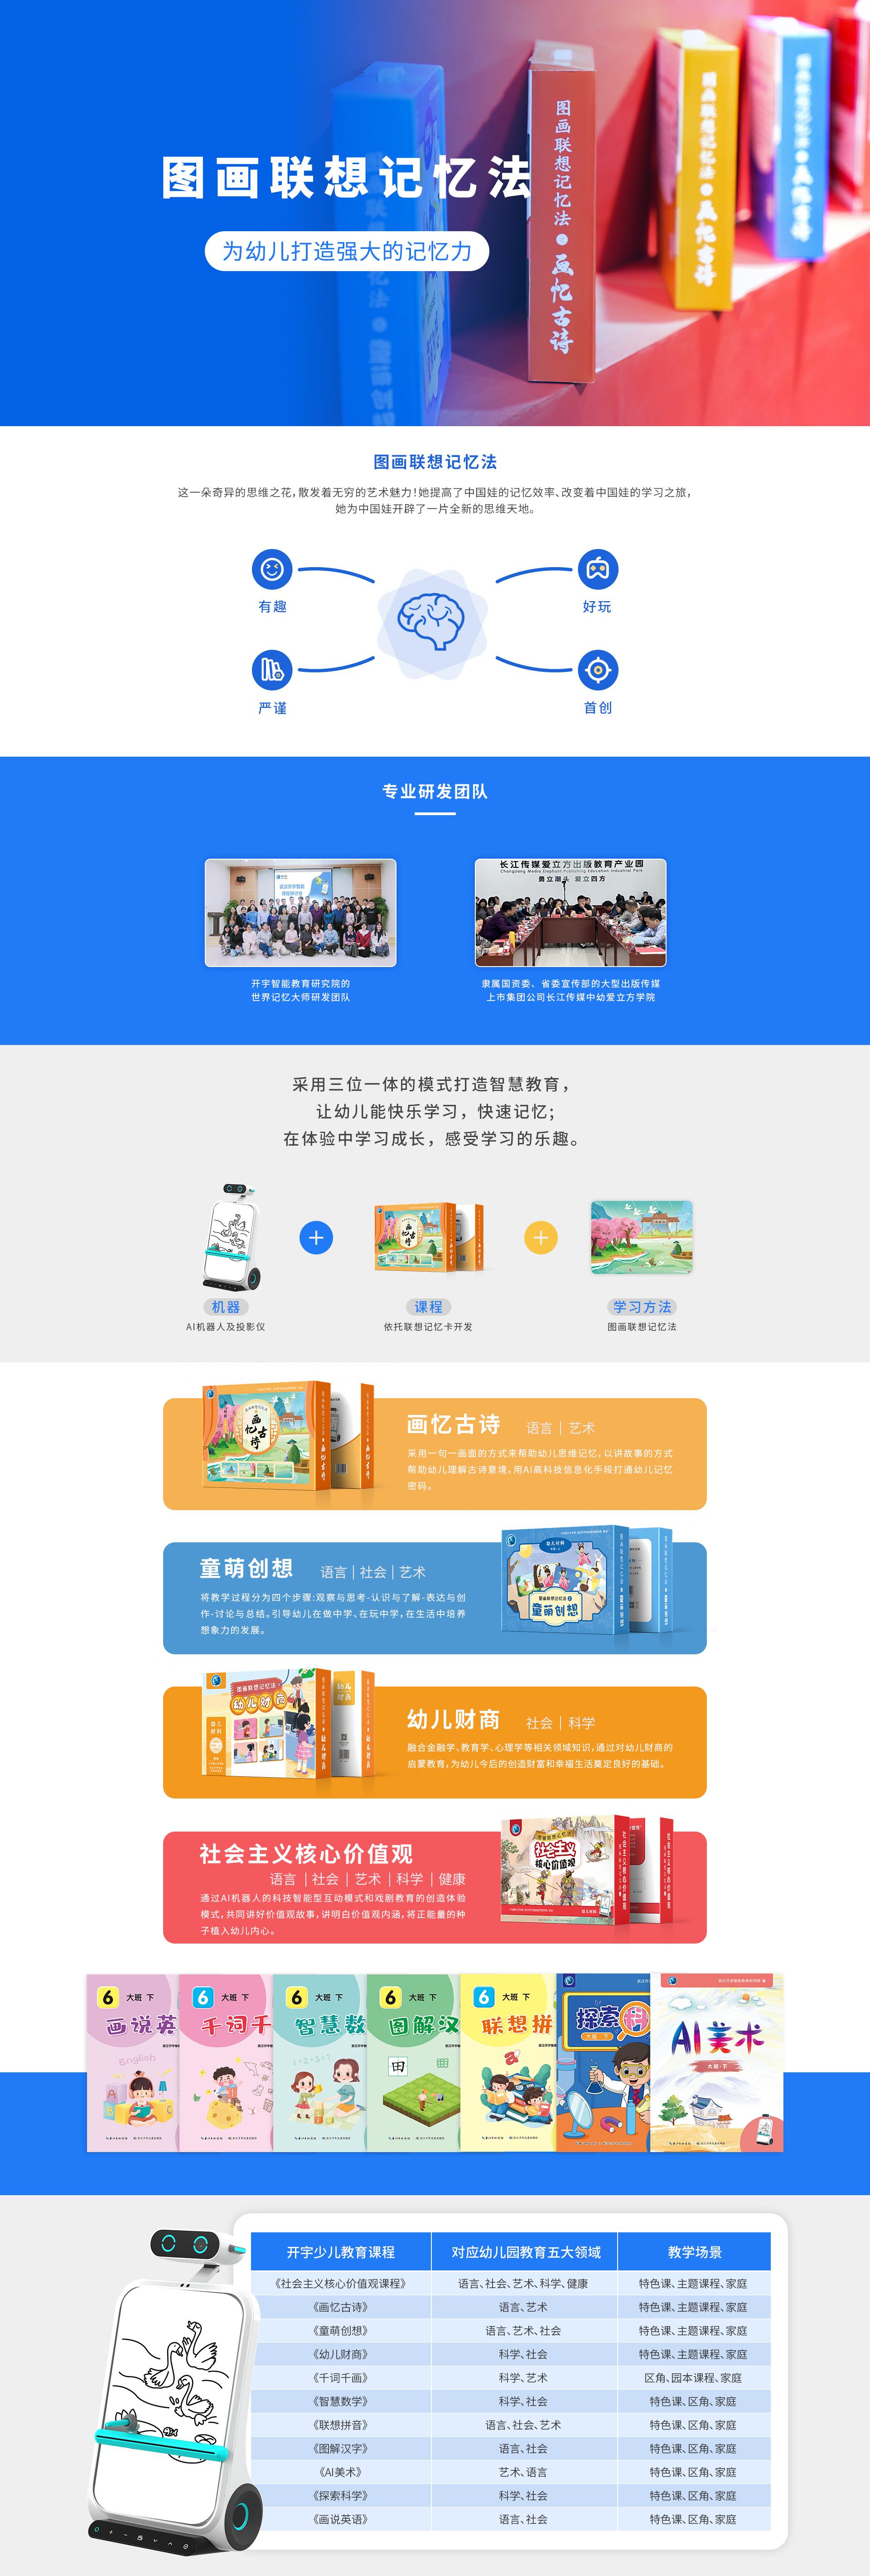 图画联想记忆法
为幼儿打造强大的记忆力
图画联想记忆法●画忆古诗
图画联想记忆法
这一朵奇异的思维之花，散发着无穷的艺术魅力！她提高了中国娃的记忆效率、改变着中国娃的学习之旅，
她为中国娃开辟了一片全新的思维天地。
有趣
好玩
严谨
首创
专业研发团队
长江传媒爱立方出版教育产业园
勇立潮头 爱立四方
开宇智能教育研究院的
世界记忆大师研发团队
隶属国资委、省委宣传部的大型出版传媒
上市集团公司长江传媒中幼爱立方学院
采用三位一体的模式打造智慧教育，
让幼儿能快乐学习，快速记忆；
在体验中学习成长，感受学习的乐趣。
机器
课程
学习方法
AI机器人及投影仪
依托联想记忆卡开发
图画联想记忆法
画忆古诗
画忆古诗 语言｜艺术
采用一句一画面的方式来帮助幼儿思维记忆，以讲故事的方式
帮助幼儿理解古诗意境，用AI高科技信息化手段打通幼儿记忆
密码。
童萌创想 语言｜社会｜艺术
将教学过程分为四个步骤:观察与思考-认识与了解-表达与创
作-讨论与总结。引导幼儿在做中学、在玩中学，在生活中培养
想象力的发展。
童萌创想
图画联想记忆法
幼儿财商
幼儿财商 社会｜科学
融合金融学、教育学、心理学等相关领域知识，通过对幼儿财商的
启蒙教育，为幼儿今后的创造财富和幸福生活奠定良好的基础。
社会主义核心价值观
语言｜社会｜艺术｜科学｜健康
通过AI机器人的科技智能型互动模式和戏剧教育的创造体验
模式，共同讲好价值观故事，讲明白价值观内涵，将正能量的种
子植入幼儿内心。
社会主义
核心价值观
6 大班 下
画说英
English
6 大班 下
千词千
6 大班 下
智慧数
6 大班 下
图解汉
田
6 大班 下
联想拼
a
探索科
大班·下
AI美术
大班·下
开宇少儿教育课程 对应幼儿园教育五大领域 教学场景
《社会主义核心价值观课程》 语言、社会、艺术、科学、健康 特色课、主题课程、家庭
《画忆古诗》 语言、艺术 特色课、主题课程、家庭
《童萌创想》 语言、艺术、社会 特色课、主题课程、家庭
《幼儿财商》 科学、社会 特色课、主题课程、家庭
《千词千画》 科学、艺术 区角、园本课程、家庭
《智慧数学》 科学、社会 特色课、区角、家庭
《联想拼音》 语言、社会、艺术 特色课、区角、家庭
《图解汉字》 语言、社会 特色课、区角、家庭
《AI美术》 艺术、语言 特色课、区角、家庭
《探索科学》 科学、社会 特色课、区角、家庭
《画说英语》 语言、社会 特色课、区角、家庭